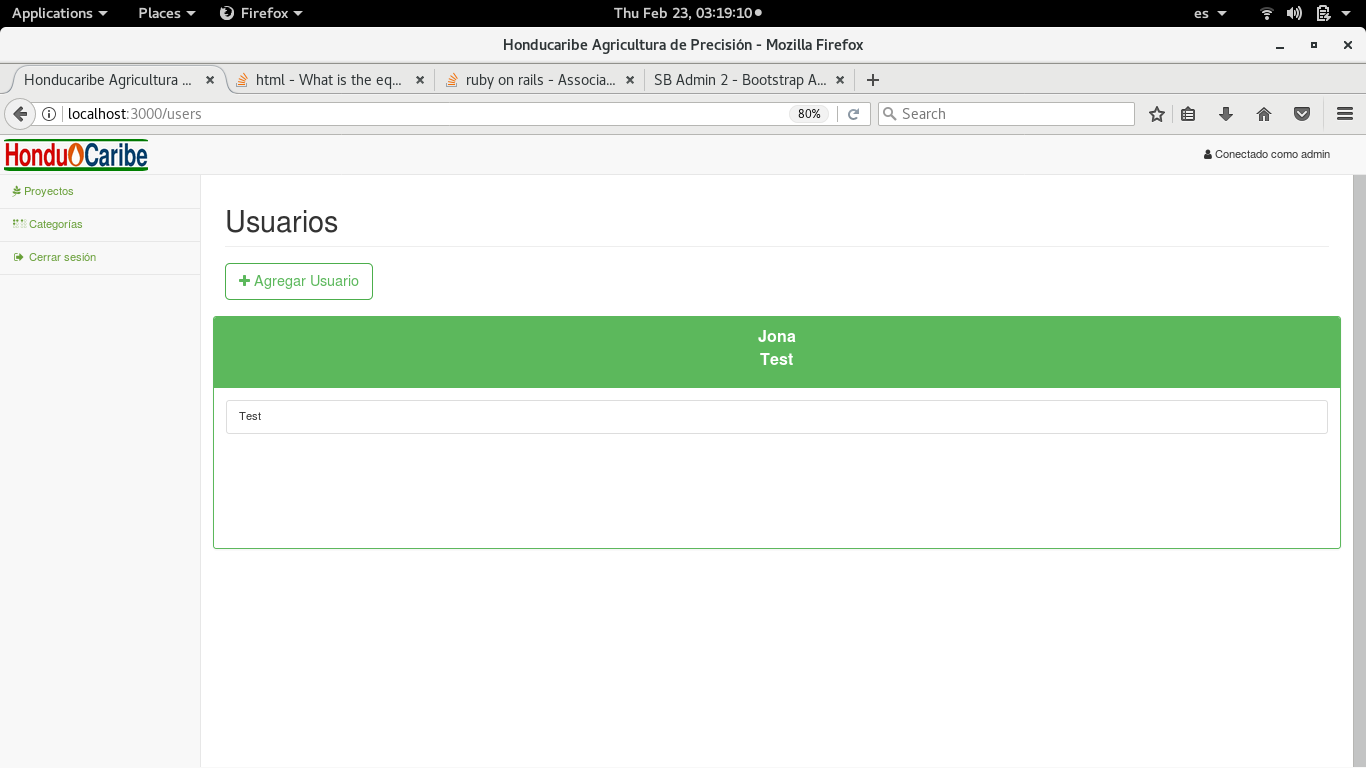 Applications Places Firefox Thu Feb 23, 03:19:10 es
Honducaribe Agricultura de Precisión - Mozilla Firefox
Honducaribe Agricultura ... html - What is the eq... ruby on rails - Associa... SB Admin 2 - Bootstrap A...
localhost:3000/users 80% Search
HonduCaribe Conectado como admin
Proyectos
Categorías
Cerrar sesión
Usuarios
Agregar Usuario
Jona
Test
Test